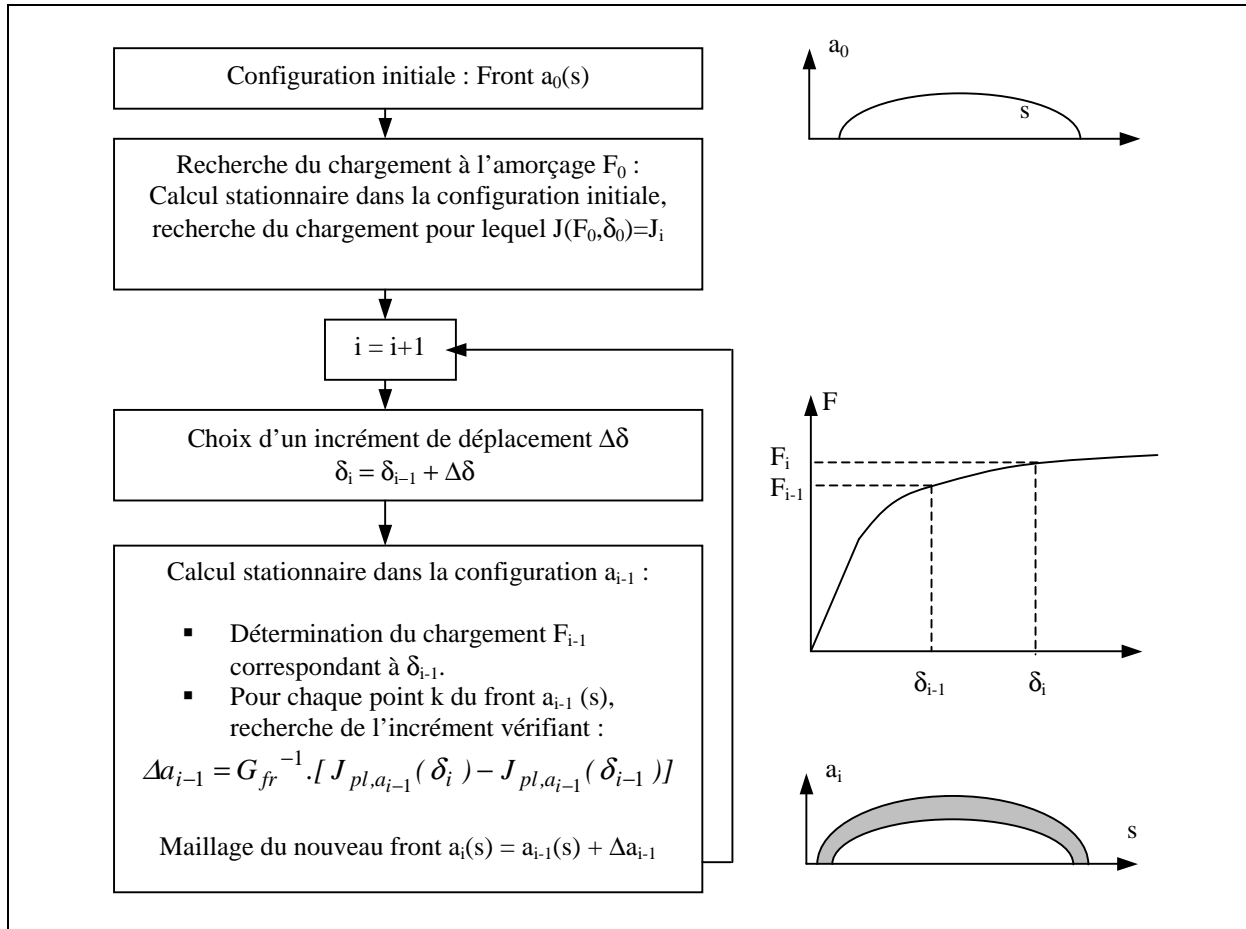 Configuration initiale : Front a₀(s)
Recherche du chargement à l’amorçage F₀ :
Calcul stationnaire dans la configuration initiale,
recherche du chargement pour lequel J(F₀,δ₀)=Jᵢ
i = i+1
Choix d’un incrément de déplacement Δδ
δᵢ = δᵢ₋₁ + Δδ
Calcul stationnaire dans la configuration aᵢ₋₁ :
▪ Détermination du chargement Fᵢ₋₁
correspondant à δᵢ₋₁.
▪ Pour chaque point k du front aᵢ₋₁ (s),
recherche de l’incrément vérifiant :
Δaᵢ₋₁ = G_fr⁻¹.[ J_pl,aᵢ₋₁( δᵢ ) − J_pl,aᵢ₋₁( δᵢ₋₁ )]
Maillage du nouveau front aᵢ(s) = aᵢ₋₁(s) + Δaᵢ₋₁
a₀
s
F
Fᵢ
Fᵢ₋₁
δᵢ₋₁ δᵢ
aᵢ
s